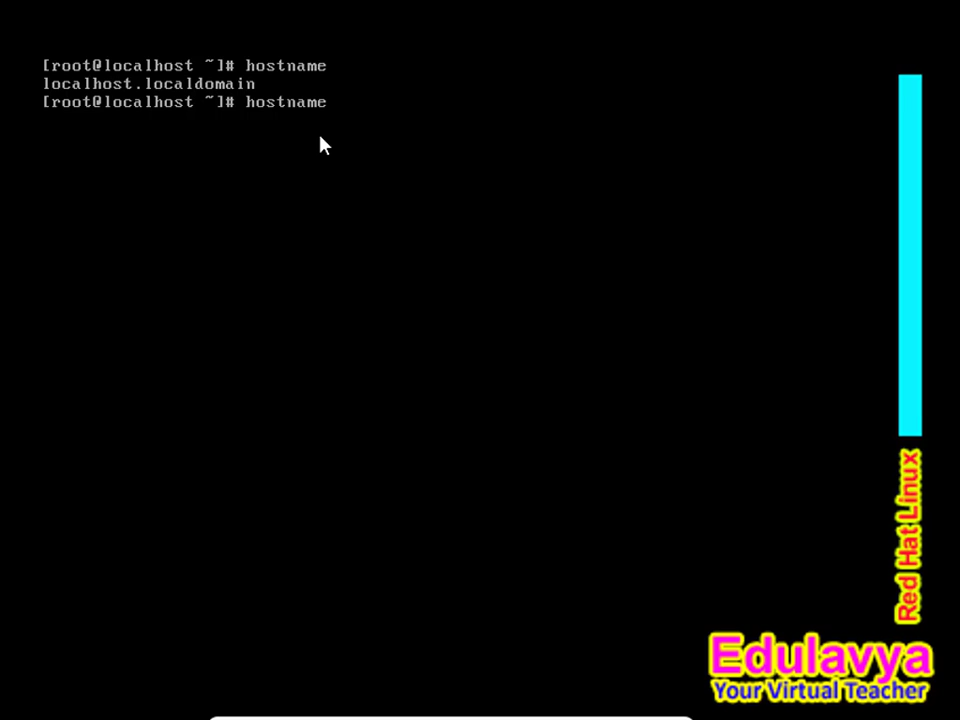 [root@localhost ~]# hostname
localhost.localdomain
[root@localhost ~]# hostname
Red Hat Linux
Edulavya
Your Virtual Teacher